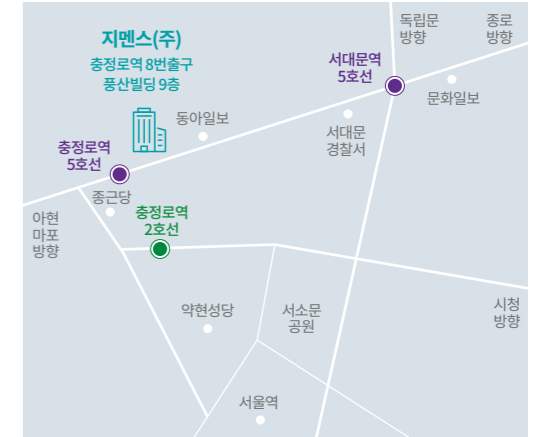 독립문
방향
종로
방향
지멘스(주)
충정로역 8번출구
풍산빌딩 9층
서대문역
5호선
문화일보
동아일보
서대문
경찰서
충정로역
5호선
종근당
아현
마포
방향
충정로역
2호선
약현성당
서소문
공원
시청
방향
서울역